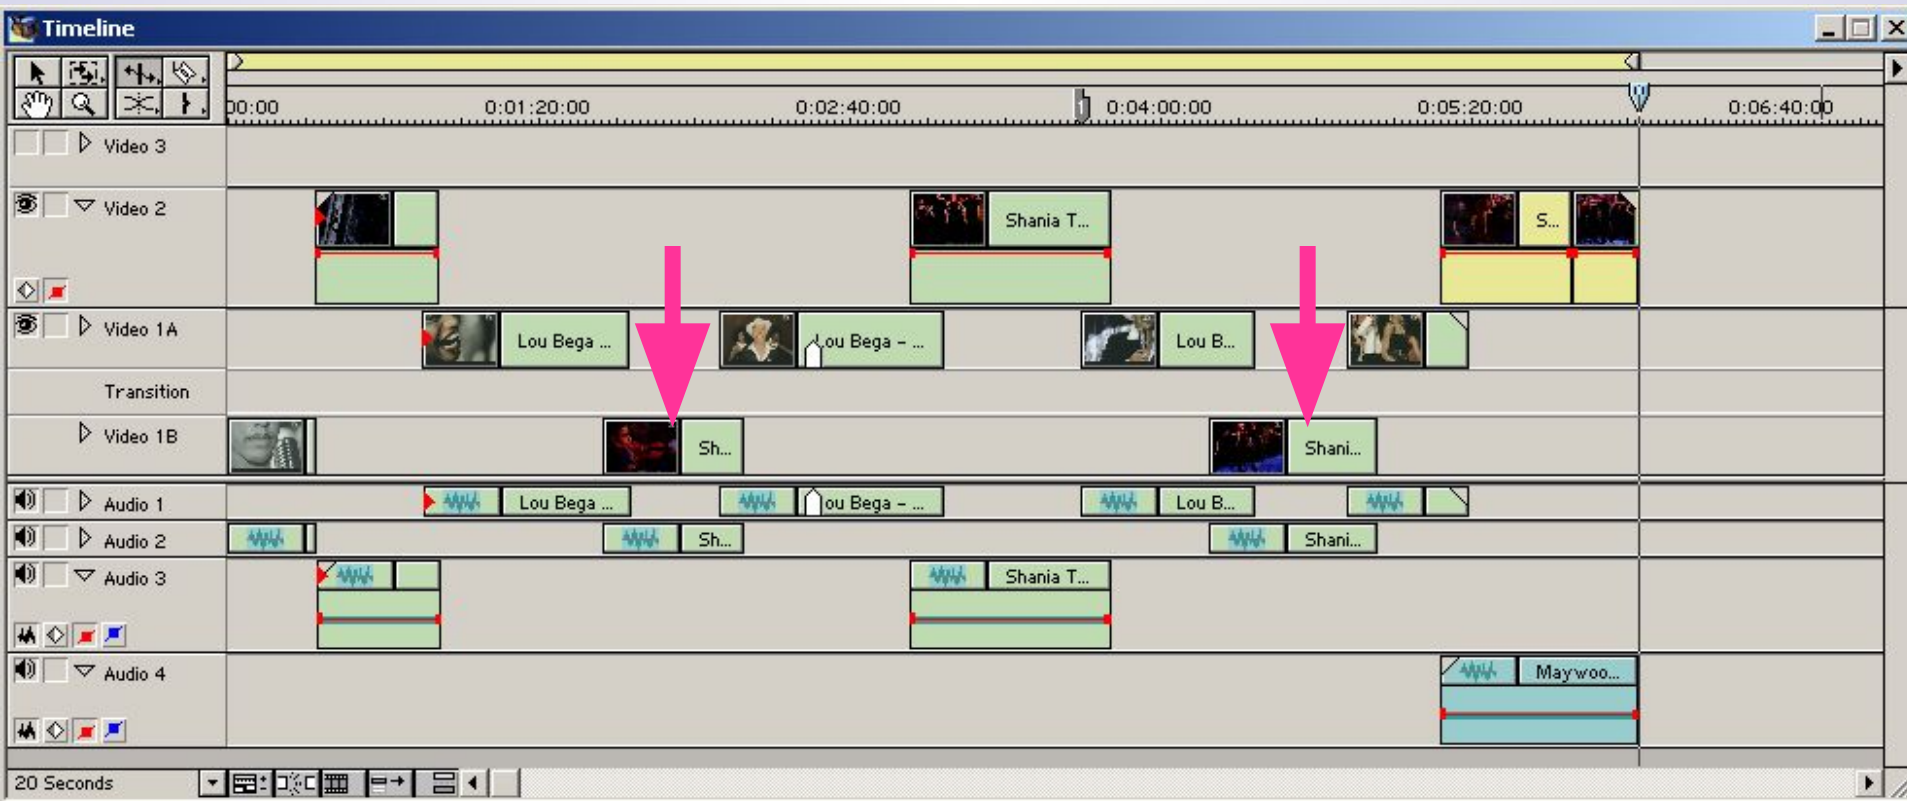 Timeline
00:00 0:01:20:00 0:02:40:00 1 0:04:00:00 0:05:20:00 0:06:40:00
Video 3
Video 2 Shania T... S...
Video 1A Lou Bega ... Lou Bega - ... Lou B...
Transition
Video 1B Sh... Shani...
Audio 1 Lou Bega ... ou Bega - ... Lou B...
Audio 2 Sh... Shani...
Audio 3 Shania T...
Audio 4 Maywoo...
20 Seconds